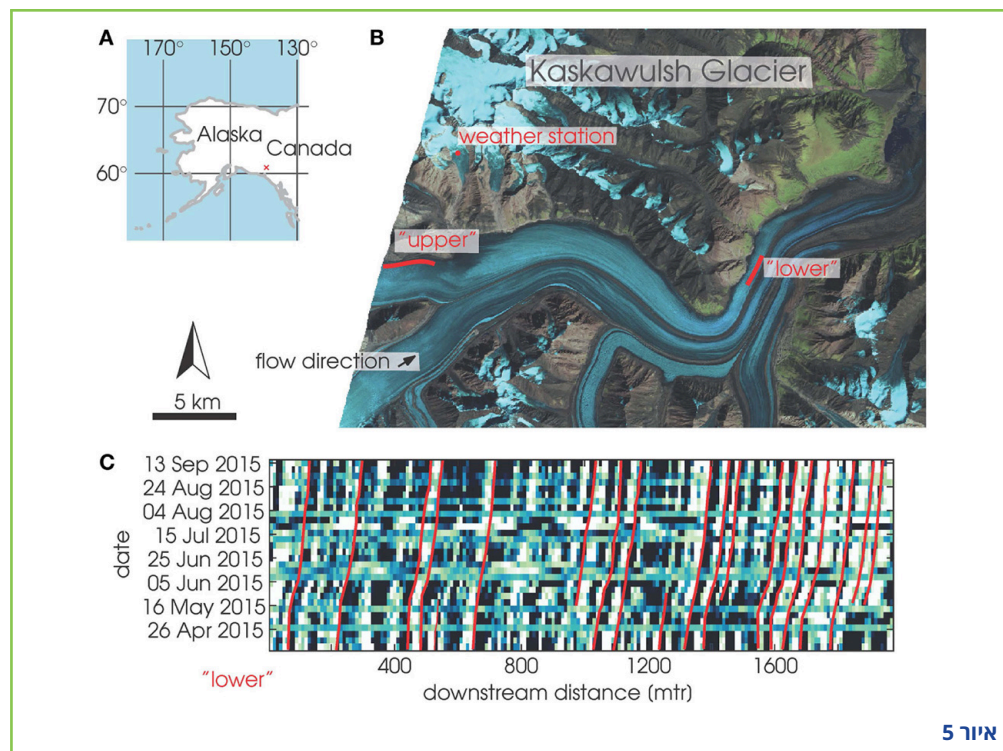 A
170° 150° 130°
70°
60°
Alaska
Canada
B
Kaskawulsh Glacier
weather station
"upper"
"lower"
flow direction
5 km
C
13 Sep 2015
24 Aug 2015
04 Aug 2015
15 Jul 2015
25 Jun 2015
05 Jun 2015
16 May 2015
26 Apr 2015
date
400 800 1200 1600
"lower"
downstream distance (mtr)
איור 5